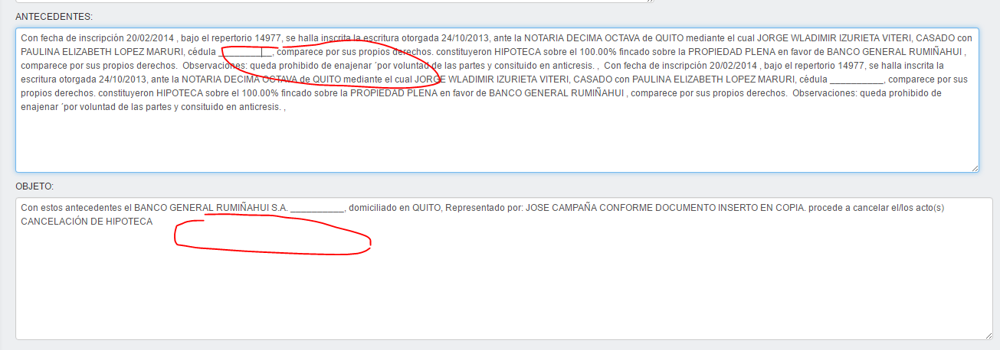 ANTECEDENTES:
Con fecha de inscripción 20/02/2014 , bajo el repertorio 14977, se halla inscrita la escritura otorgada 24/10/2013, ante la NOTARIA DECIMA OCTAVA de QUITO mediante el cual JORGE WLADIMIR IZURIETA VITERI, CASADO con
PAULINA ELIZABETH LOPEZ MARURI, cédula __________, comparece por sus propios derechos. constituyeron HIPOTECA sobre el 100.00% fincado sobre la PROPIEDAD PLENA en favor de BANCO GENERAL RUMIÑAHUI ,
comparece por sus propios derechos.  Observaciones: queda prohibido de enajenar ´por voluntad de las partes y consituido en anticresis. ,  Con fecha de inscripción 20/02/2014 , bajo el repertorio 14977, se halla inscrita la
escritura otorgada 24/10/2013, ante la NOTARIA DECIMA OCTAVA de QUITO mediante el cual JORGE WLADIMIR IZURIETA VITERI, CASADO con PAULINA ELIZABETH LOPEZ MARURI, cédula __________, comparece por sus
propios derechos. constituyeron HIPOTECA sobre el 100.00% fincado sobre la PROPIEDAD PLENA en favor de BANCO GENERAL RUMIÑAHUI , comparece por sus propios derechos.  Observaciones: queda prohibido de
enajenar ´por voluntad de las partes y consituido en anticresis. ,
OBJETO:
Con estos antecedentes el BANCO GENERAL RUMIÑAHUI S.A. __________, domiciliado en QUITO, Representado por: JOSE CAMPAÑA CONFORME DOCUMENTO INSERTO EN COPIA. procede a cancelar el/los acto(s)
CANCELACIÓN DE HIPOTECA